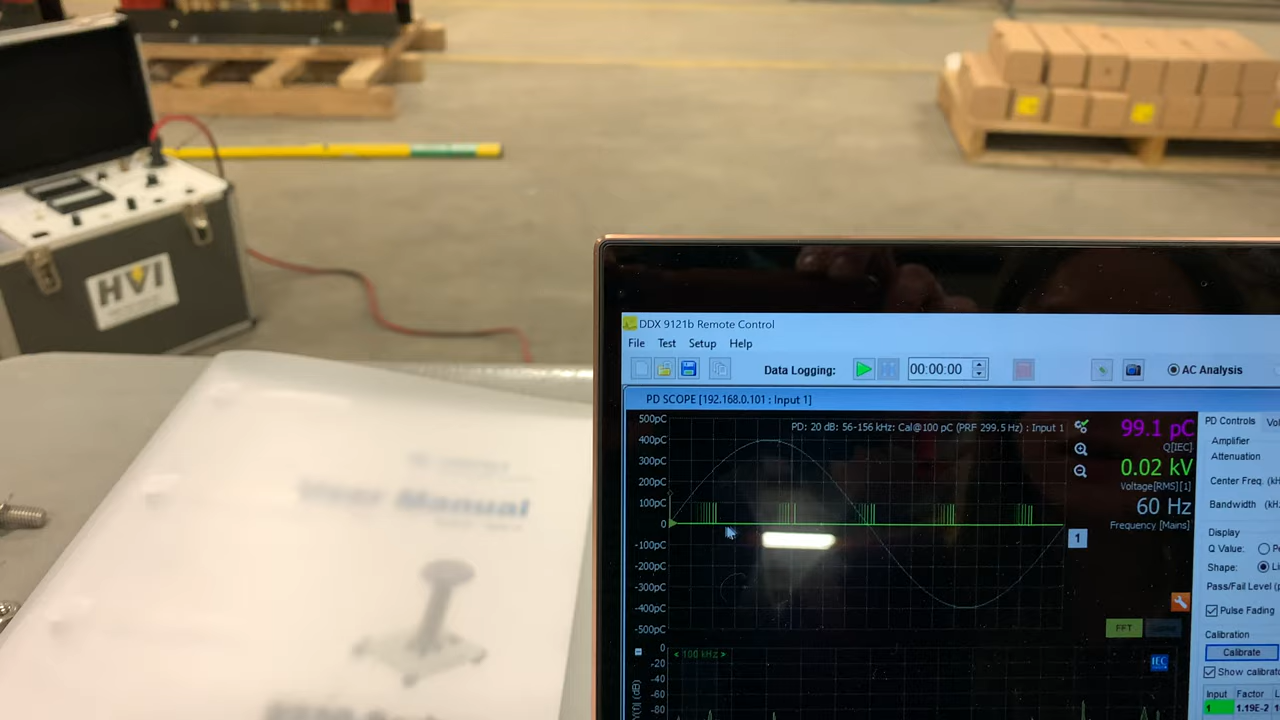 HVI
User Manual
DDX 9121b Remote Control
File Test Setup Help
Data Logging: 00:00:00 AC Analysis
PD SCOPE [192.168.0.101 : Input 1]
500pC
400pC
300pC
200pC
100pC
0
-100pC
-200pC
-300pC
-400pC
-500pC
PD: 20 dB: 56-156 kHz: Cal@100 pC (PRF 299.5 Hz) : Input 1
99.1 pC
Q[IEC]
0.02 kV
Voltage[RMS][1]
60 Hz
Frequency [Mains]
1
FFT
0
-20
-40
-60
-80
Y(f) (dB)
< 100 kHz >
IEC
PD Controls Vol
Amplifier
Attenuation
Center Freq. (kH
Bandwidth (kHz
Display
Q Value:
Shape: Li
Pass/Fail Level (p
Pulse Fading
Calibration
Calibrate
Show calibrat
Input Factor L
1 1.19E-2